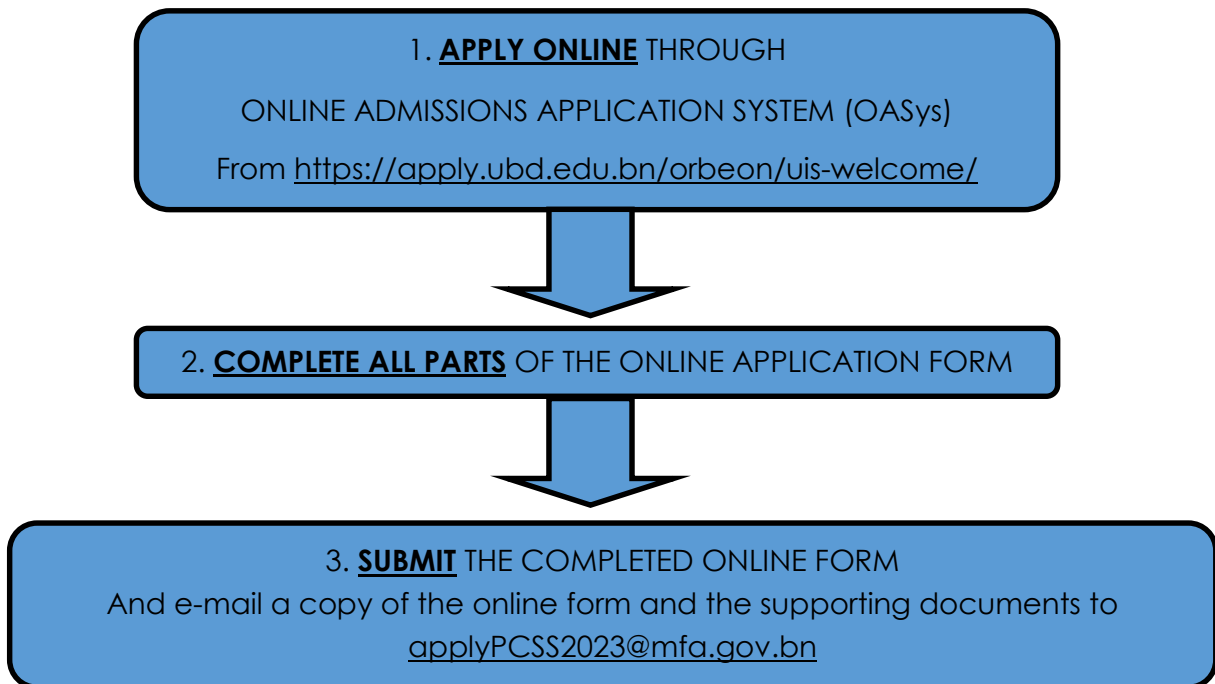 1. APPLY ONLINE THROUGH
ONLINE ADMISSIONS APPLICATION SYSTEM (OASys)
From https://apply.ubd.edu.bn/orbeon/uis-welcome/
2. COMPLETE ALL PARTS OF THE ONLINE APPLICATION FORM
3. SUBMIT THE COMPLETED ONLINE FORM
And e-mail a copy of the online form and the supporting documents to
applyPCSS2023@mfa.gov.bn